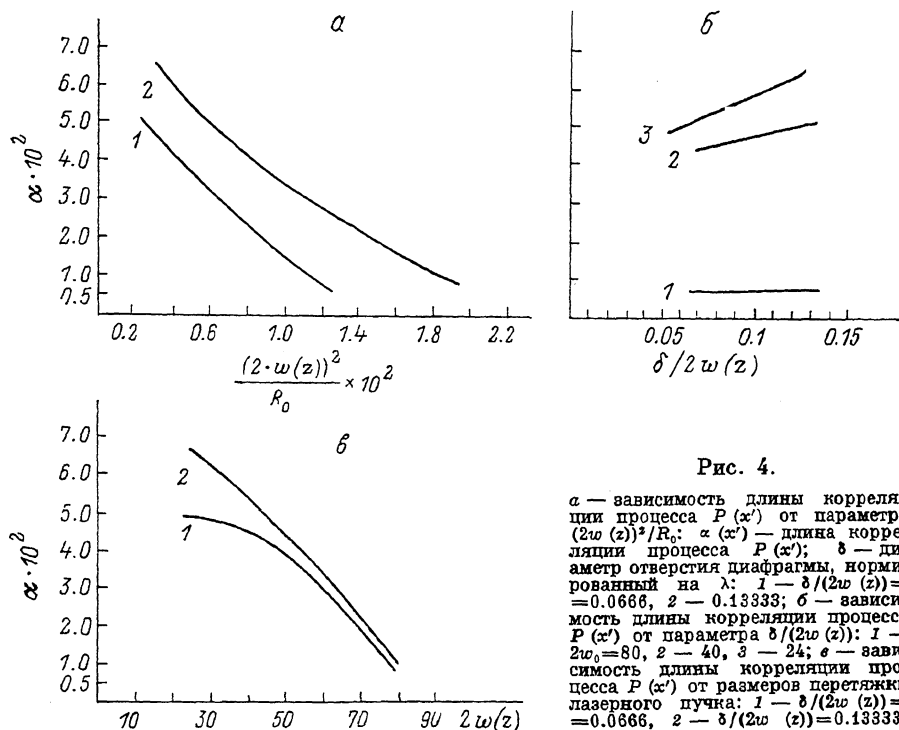 а
7.0
6.0
5.0
4.0
3.0
2.0
1.0
0.5
α · 10²
2
1
0.2 0.6 1.0 1.4 1.8 2.2
(2 · w(z))²
R₀
× 10²
б
3
2
1
0.05 0.1 0.15
δ/2w(z)
в
7.0
6.0
5.0
4.0
3.0
2.0
1.0
0.5
α · 10²
2
1
10 30 50 70 90 2w(z)
Рис. 4.
а — зависимость длины корреля-
ции процесса P (x′) от параметр
(2w (z))²/R₀: α (x′) — длина корре-
ляции процесса P (x′); δ — ди-
аметр отверстия диафрагмы, норми-
рованный на λ: 1 — δ/(2w (z))=
=0.0666, 2 — 0.13333; б — зависи-
мость длины корреляции процесс
P (x′) от параметра δ/(2w (z)): 1 —
2w₀=80, 2 — 40, 3 — 24; в — зави-
симость длины корреляции про-
цесса P (x′) от размеров перетяжк
лазерного пучка: 1 — δ/(2w (z))=
=0.0666, 2 — δ/(2w (z))=0.13333